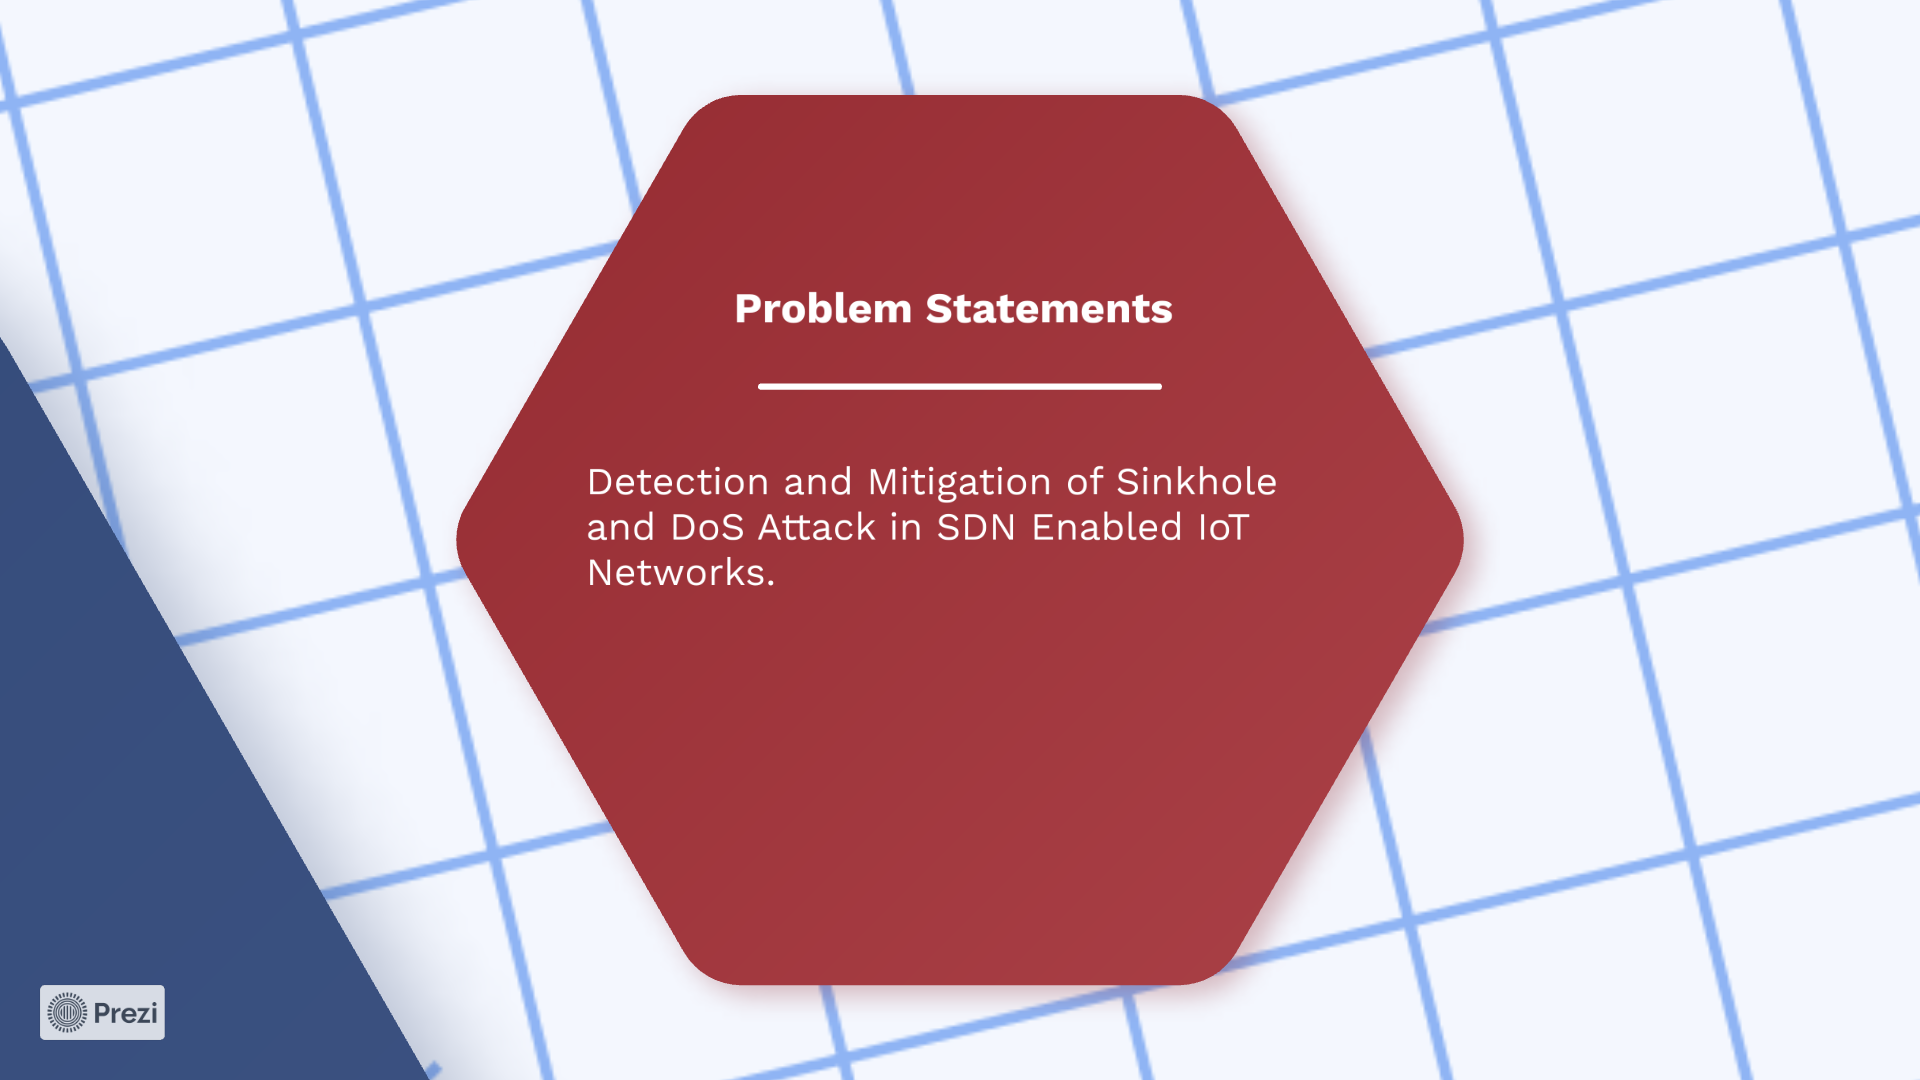 Problem Statements
Detection and Mitigation of Sinkhole
and DoS Attack in SDN Enabled IoT
Networks.
Prezi